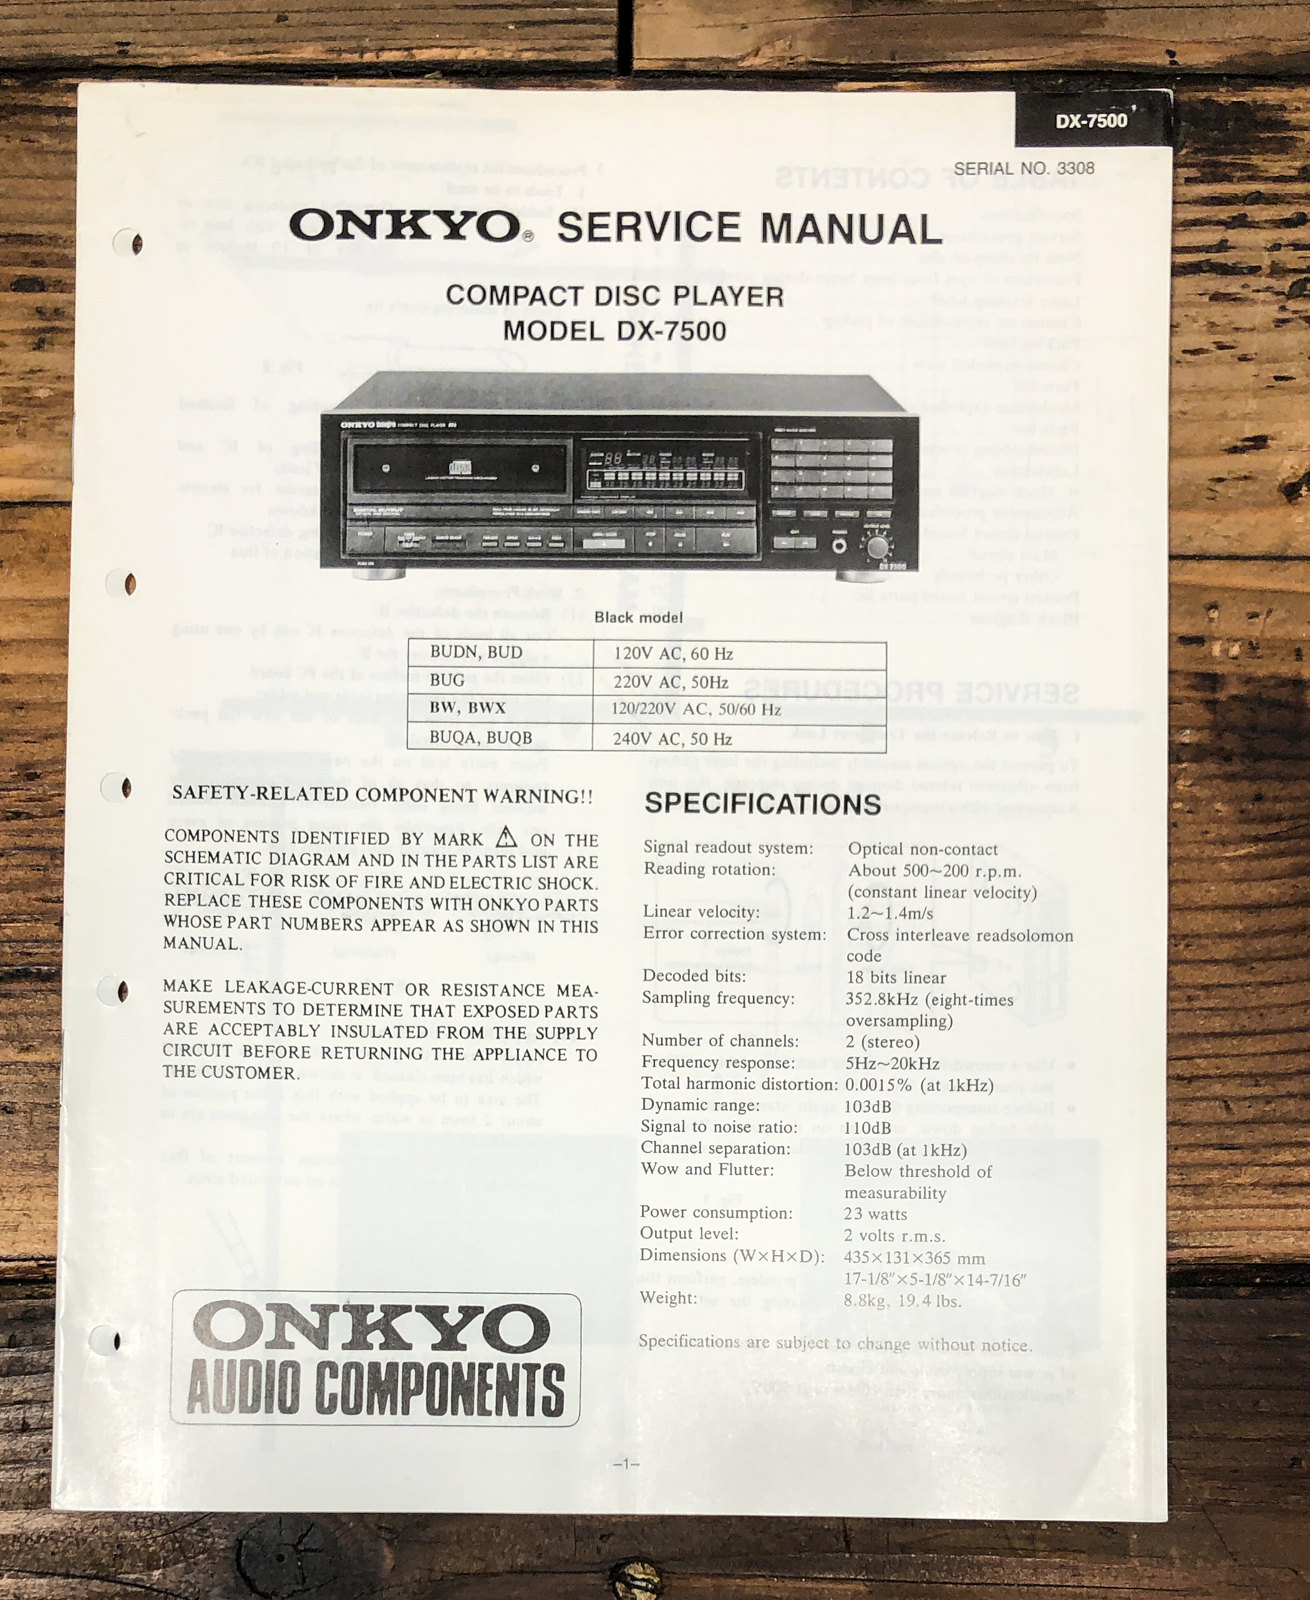 DX-7500
SERIAL NO. 3308
ONKYO® SERVICE MANUAL
COMPACT DISC PLAYER
MODEL DX-7500
ONKYO
COMPACT DISC PLAYER
DX-7500
Black model
BUDN, BUD 120V AC, 60 Hz
BUG 220V AC, 50Hz
BW, BWX 120/220V AC, 50/60 Hz
BUQA, BUQB 240V AC, 50 Hz
SAFETY-RELATED COMPONENT WARNING!!
COMPONENTS IDENTIFIED BY MARK ⚠ ON THE
SCHEMATIC DIAGRAM AND IN THE PARTS LIST ARE
CRITICAL FOR RISK OF FIRE AND ELECTRIC SHOCK.
REPLACE THESE COMPONENTS WITH ONKYO PARTS
WHOSE PART NUMBERS APPEAR AS SHOWN IN THIS
MANUAL.
MAKE LEAKAGE-CURRENT OR RESISTANCE MEA-
SUREMENTS TO DETERMINE THAT EXPOSED PARTS
ARE ACCEPTABLY INSULATED FROM THE SUPPLY
CIRCUIT BEFORE RETURNING THE APPLIANCE TO
THE CUSTOMER.
SPECIFICATIONS
Signal readout system: Optical non-contact
Reading rotation: About 500~200 r.p.m.
(constant linear velocity)
Linear velocity: 1.2~1.4m/s
Error correction system: Cross interleave readsolomon
code
Decoded bits: 18 bits linear
Sampling frequency: 352.8kHz (eight-times
oversampling)
Number of channels: 2 (stereo)
Frequency response: 5Hz~20kHz
Total harmonic distortion: 0.0015% (at 1kHz)
Dynamic range: 103dB
Signal to noise ratio: 110dB
Channel separation: 103dB (at 1kHz)
Wow and Flutter: Below threshold of
measurability
Power consumption: 23 watts
Output level: 2 volts r.m.s.
Dimensions (W×H×D): 435×131×365 mm
17-1/8″×5-1/8″×14-7/16″
Weight: 8.8kg, 19.4 lbs.
Specifications are subject to change without notice.
ONKYO
AUDIO COMPONENTS
–1–